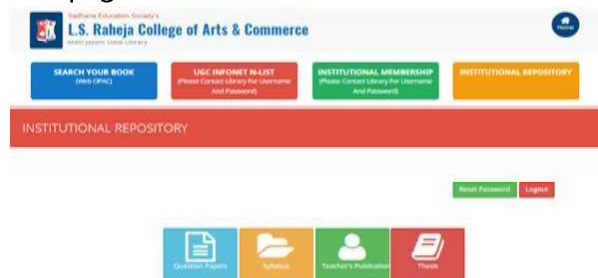 Sadhana Education Society's
L.S. Raheja College of Arts & Commerce
Home
SEARCH YOUR BOOK
(Web OPAC)
UGC INFONET N-LIST
(Please Contact Library For Username
And Password)
INSTITUTIONAL MEMBERSHIP
(Please Contact Library For Username
And Password)
INSTITUTIONAL REPOSITORY
INSTITUTIONAL REPOSITORY
Reset Password
Logout
Question Papers
Syllabus
Teacher's Publication
Thesis